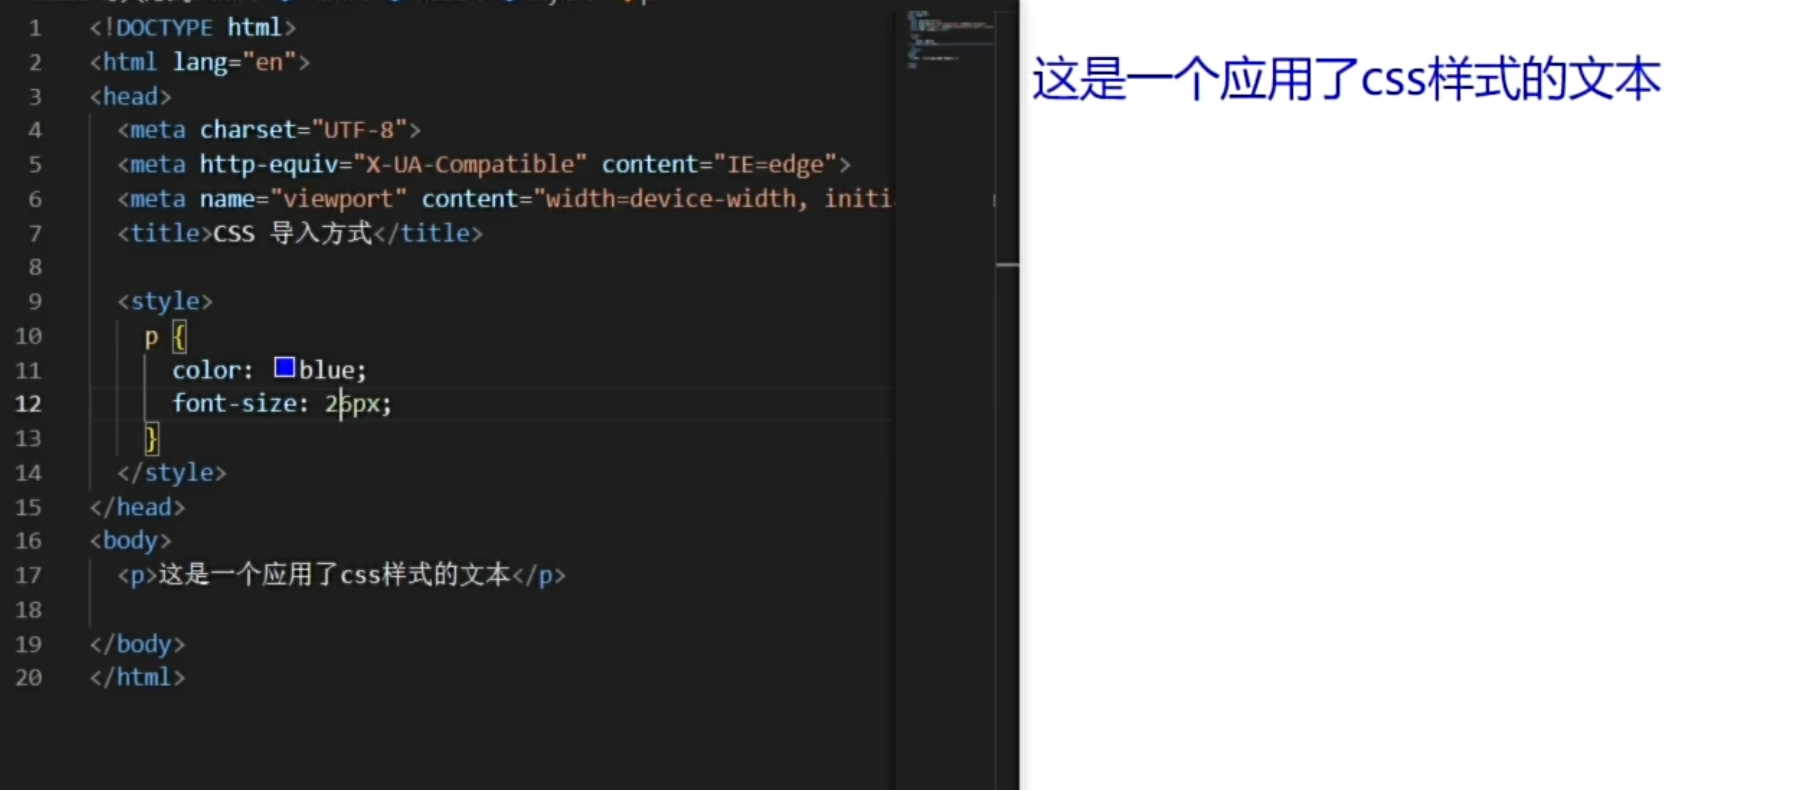 1 <!DOCTYPE html>
2 <html lang="en">
3 <head>
4 <meta charset="UTF-8">
5 <meta http-equiv="X-UA-Compatible" content="IE=edge">
6 <meta name="viewport" content="width=device-width, initi
7 <title>CSS 导入方式</title>
8
9 <style>
10 p {
11 color: blue;
12 font-size: 26px;
13 }
14 </style>
15 </head>
16 <body>
17 <p>这是一个应用了css样式的文本</p>
18
19 </body>
20 </html>
这是一个应用了css样式的文本